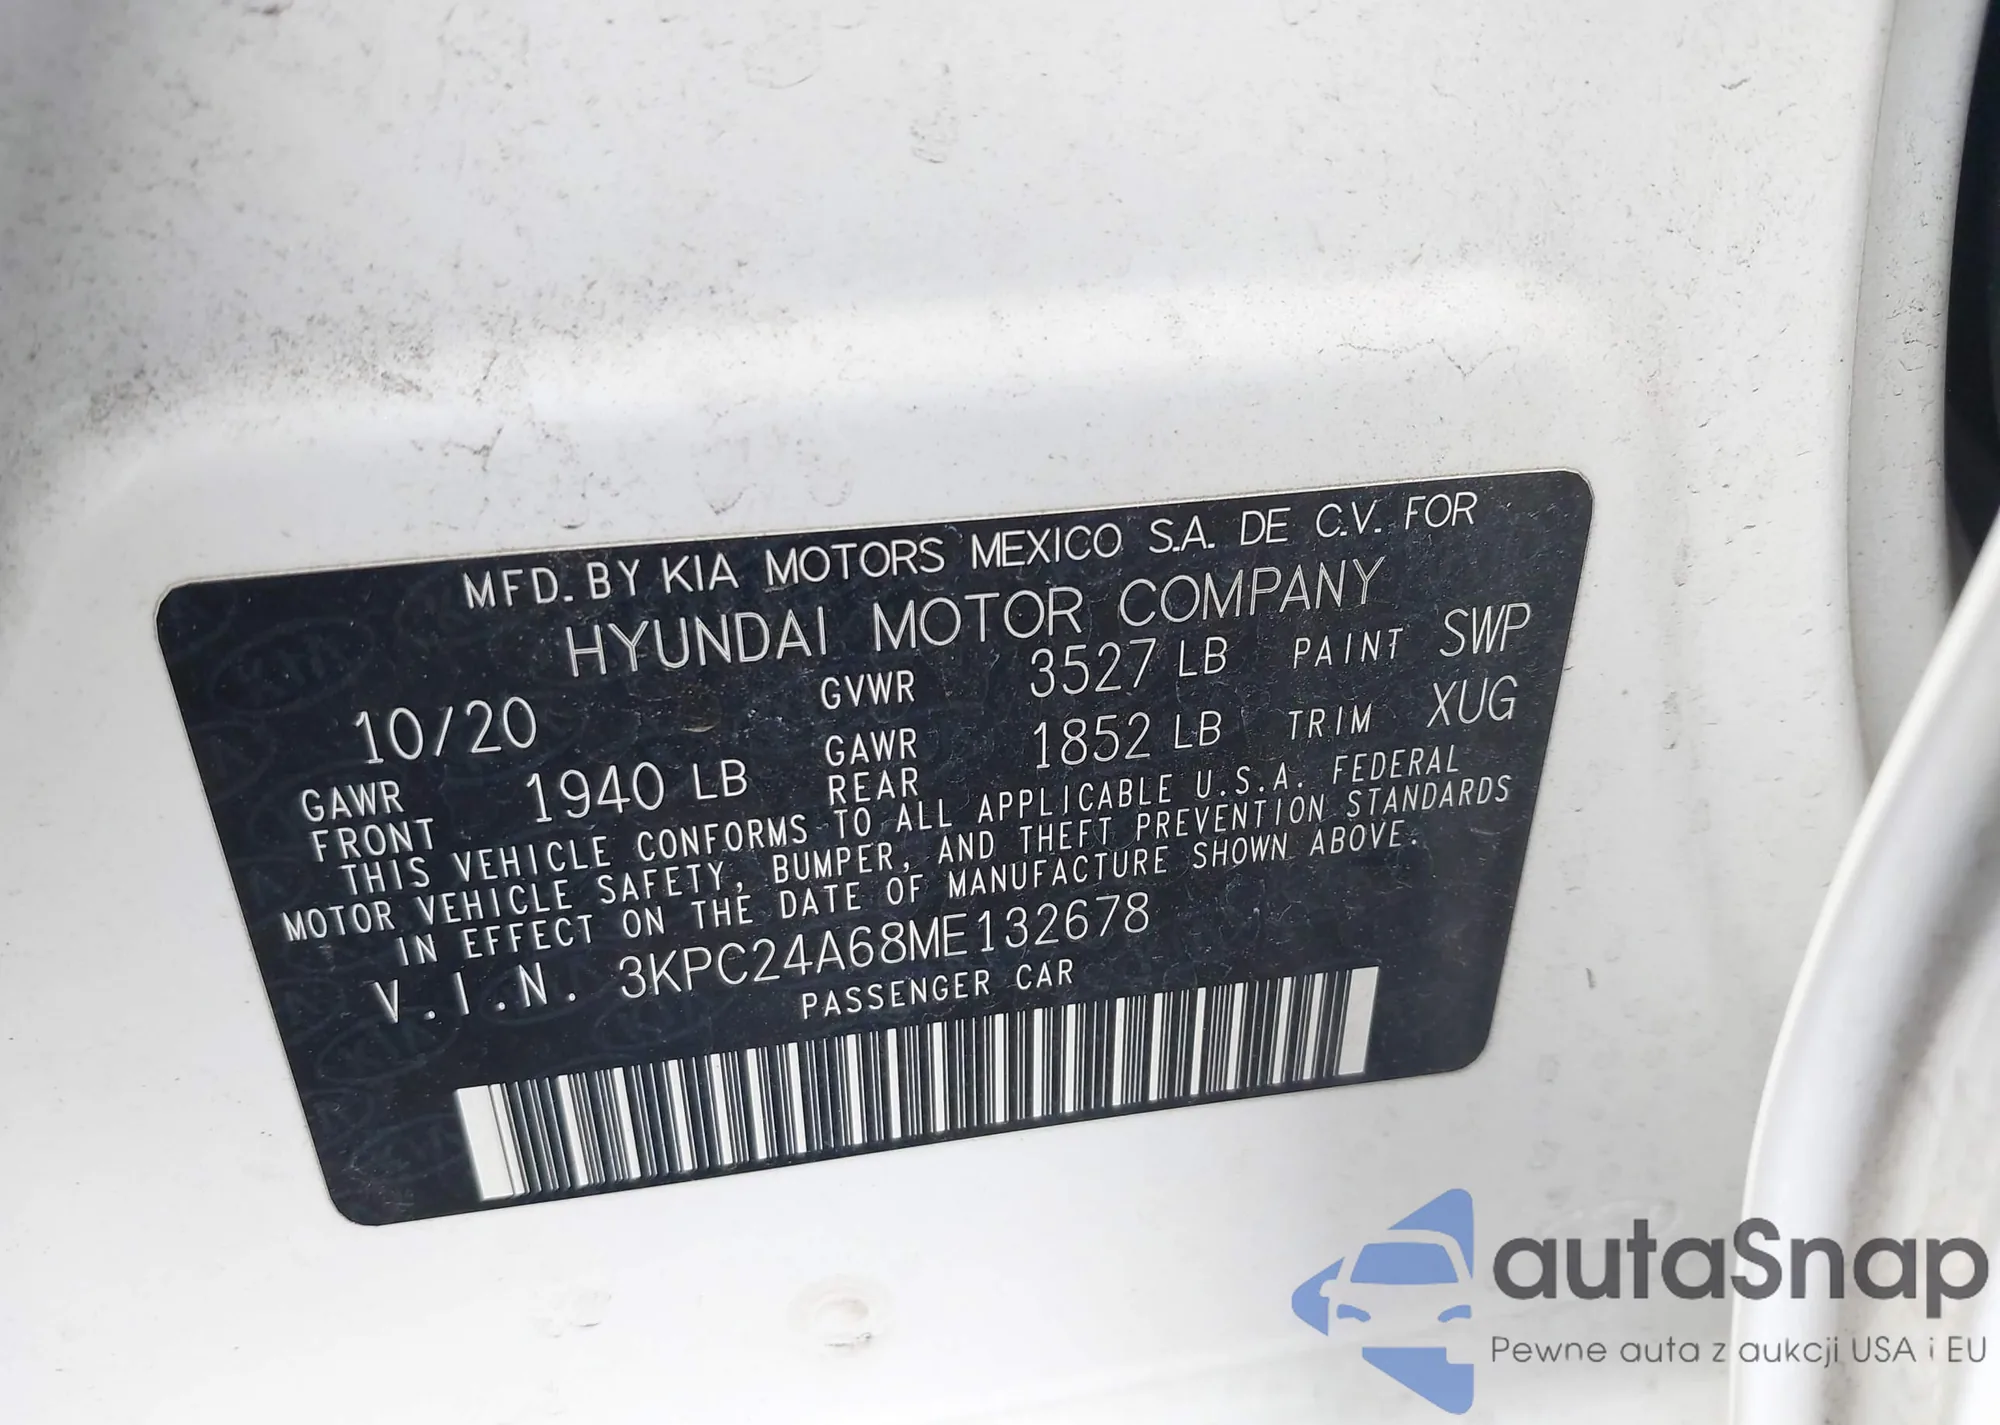 MFD. BY KIA MOTORS MEXICO S.A. DE C.V. FOR
HYUNDAI MOTOR COMPANY
10/20 GVWR 3527 LB PAINT SWP
GAWR FRONT 1940 LB GAWR REAR 1852 LB TRIM XUG
THIS VEHICLE CONFORMS TO ALL APPLICABLE U.S.A. FEDERAL
MOTOR VEHICLE SAFETY, BUMPER, AND THEFT PREVENTION STANDARDS
IN EFFECT ON THE DATE OF MANUFACTURE SHOWN ABOVE.
V.I.N. 3KPC24A68ME132678
PASSENGER CAR
autaSnap
Pewne auta z aukcji USA i EU